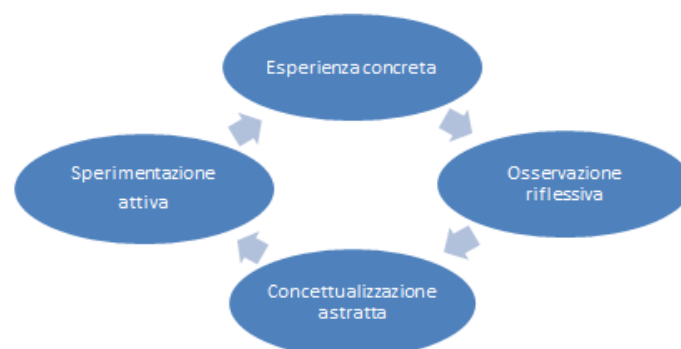 Esperienza concreta
Sperimentazione
attiva
Osservazione
riflessiva
Concettualizzazione
astratta